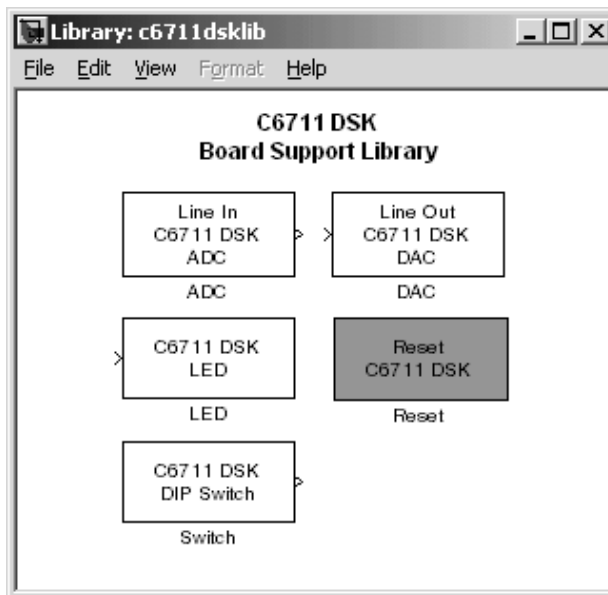 Library: c6711dsklib
File Edit View Format Help
C6711 DSK
Board Support Library
Line In
C6711 DSK
ADC
ADC
Line Out
C6711 DSK
DAC
DAC
C6711 DSK
LED
LED
Reset
C6711 DSK
Reset
C6711 DSK
DIP Switch
Switch